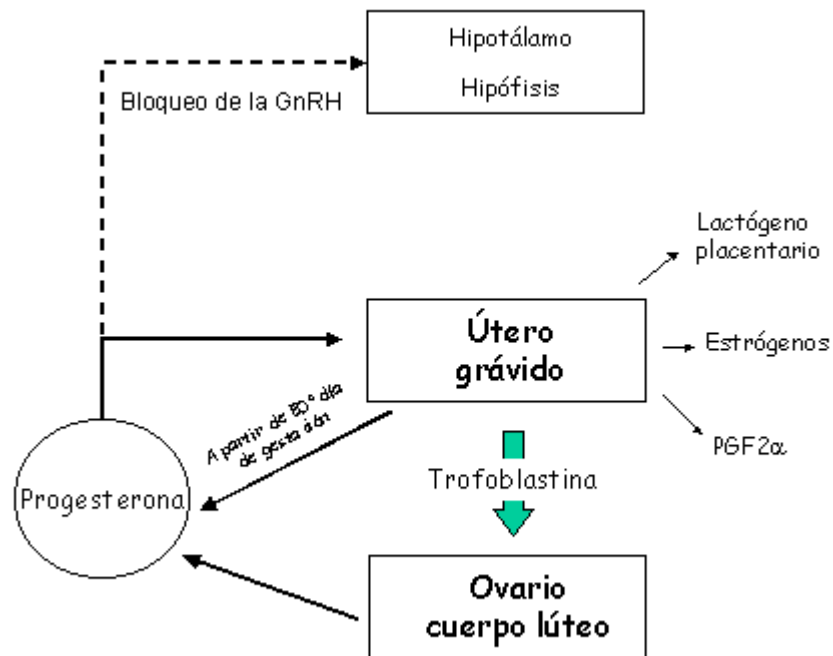 Hipotálamo
Hipófisis
Bloqueo de la GnRH
Lactógeno
placentario
Útero
grávido
Estrógenos
A partir de 80° día
de gestación
PGF2α
Trofoblastina
Progesterona
Ovario
cuerpo lúteo